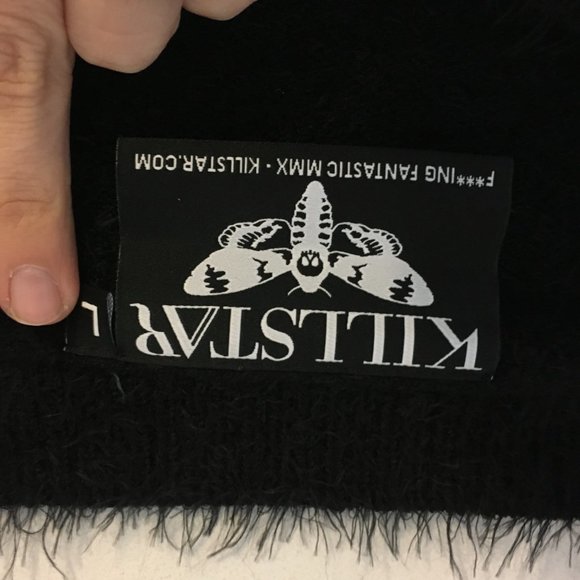 KILLSTAR
F***ING FANTASTIC MMX - KILLSTAR.COM
L